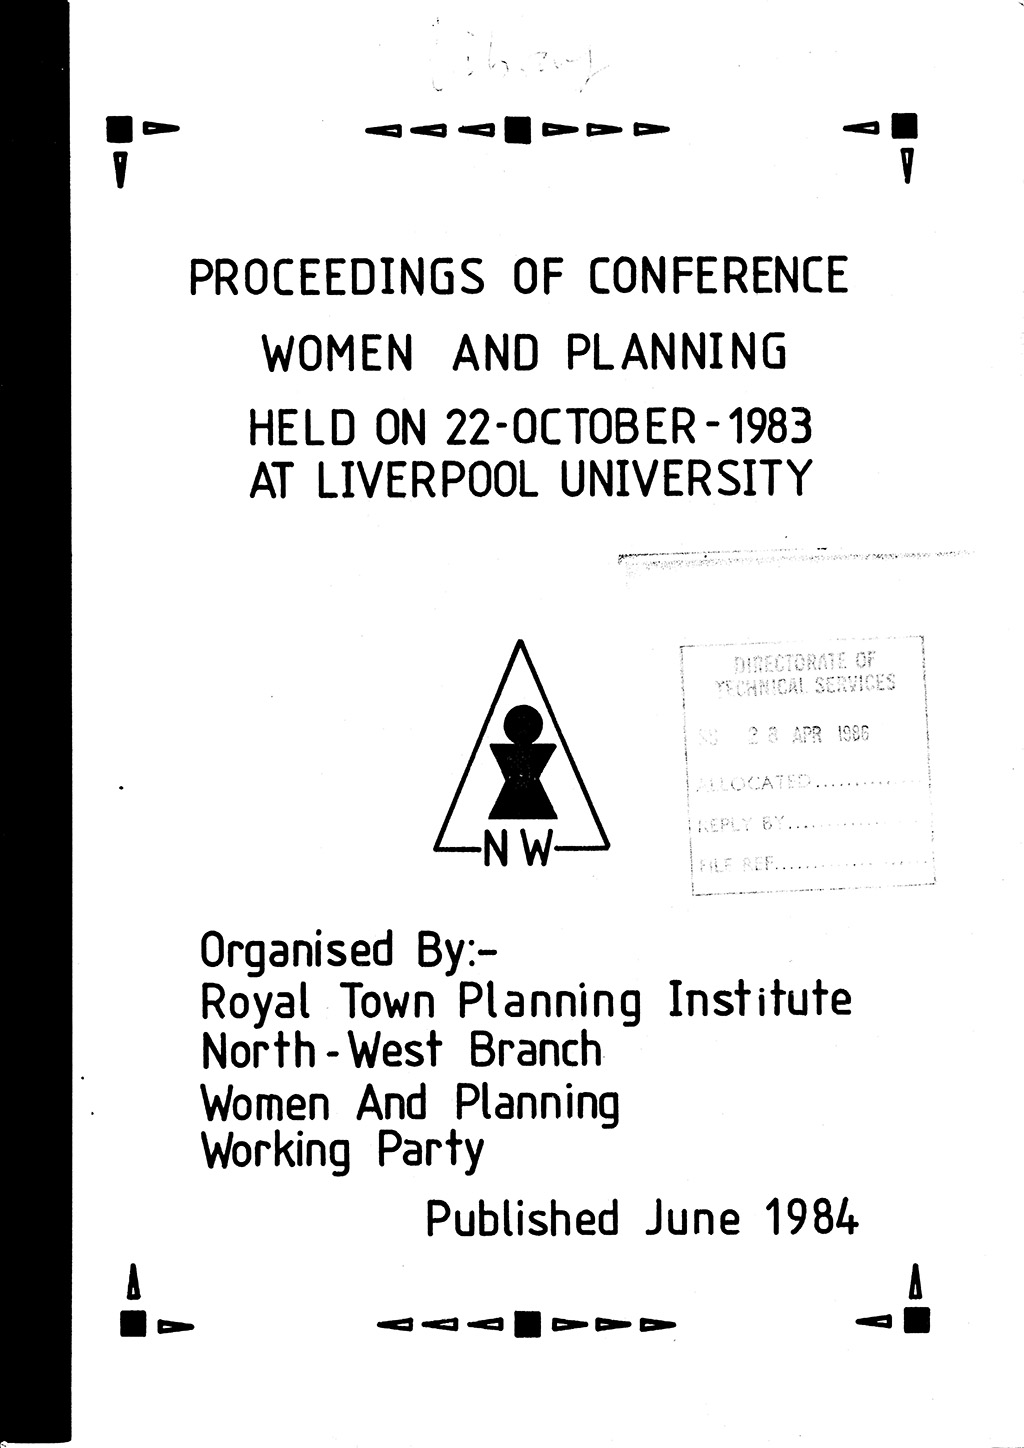 Library
PROCEEDINGS OF CONFERENCE
WOMEN AND PLANNING
HELD ON 22-OCTOBER-1983
AT LIVERPOOL UNIVERSITY
DIRECTORATE OF
TECHNICAL SERVICES
28 APR 1986
ALLOCATED..............
REPLY BY................
FILE REF..................
NW
Organised By:-
Royal Town Planning Institute
North-West Branch
Women And Planning
Working Party
Published June 1984